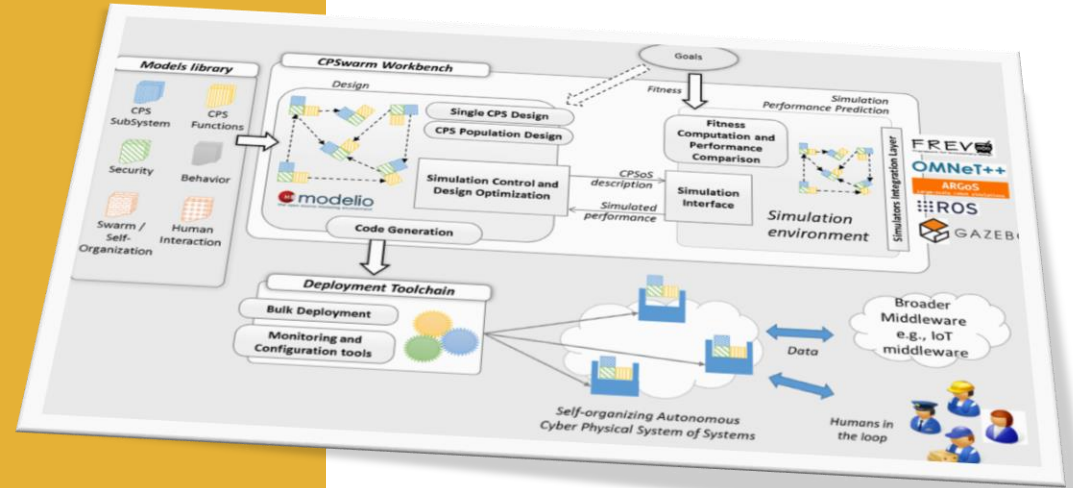 Models library
CPS
SubSystem
CPS
Functions
Security
Behavior
Swarm /
Self-
Organization
Human
Interaction
CPSwarm Workbench
Design
Single CPS Design
CPS Population Design
Simulation Control and
Design Optimization
modelio
Code Generation
Goals
Fitness
CPSoS
description
Simulated
performance
Simulation
Performance Prediction
Fitness
Computation and
Performance
Comparison
Simulation
Interface
Simulation
environment
Simulators Integration Layer
FREVO
OMNeT++
ARGoS
ROS
GAZEB
Deployment Toolchain
Bulk Deployment
Monitoring and
Configuration tools
Self-organizing Autonomous
Cyber Physical System of Systems
Data
Broader
Middleware
e.g., IoT
middleware
Humans in
the loop